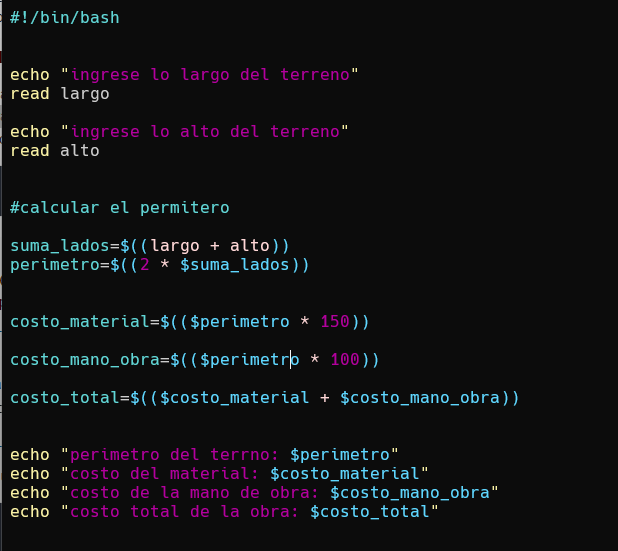 #!/bin/bash
echo "ingrese lo largo del terreno"
read largo
echo "ingrese lo alto del terreno"
read alto
#calcular el permitero
suma_lados=$((largo + alto))
perimetro=$((2 * $suma_lados))
costo_material=$(($perimetro * 150))
costo_mano_obra=$(($perimetro * 100))
costo_total=$(($costo_material + $costo_mano_obra))
echo "perimetro del terrno: $perimetro"
echo "costo del material: $costo_material"
echo "costo de la mano de obra: $costo_mano_obra"
echo "costo total de la obra: $costo_total"